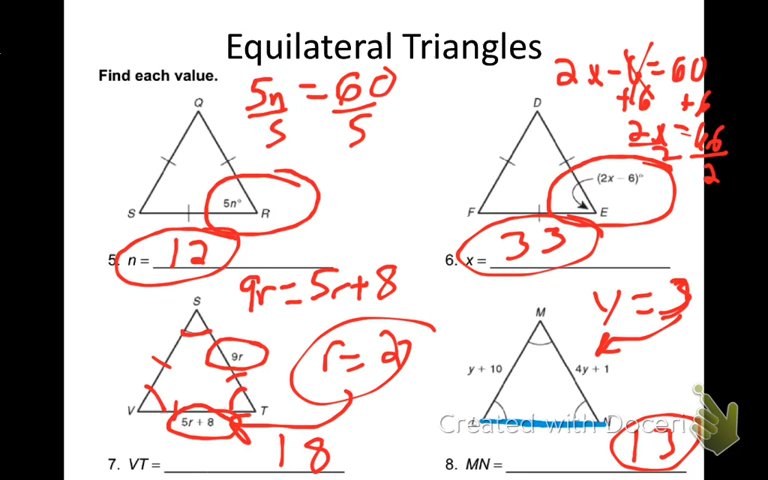 Equilateral Triangles
Find each value.
5n = 60
5 5
2x - 6 = 60
+6 +6
2x = 66
2 2
Q
S
R
5n°
5. n =
12
D
F
E
(2x - 6)°
6. x =
33
9r = 5r + 8
S
V
T
9r
5r + 8
r = 2
7. VT =
18
y = 3
M
y + 10
4y + 1
Created with Doceri
8. MN =
13